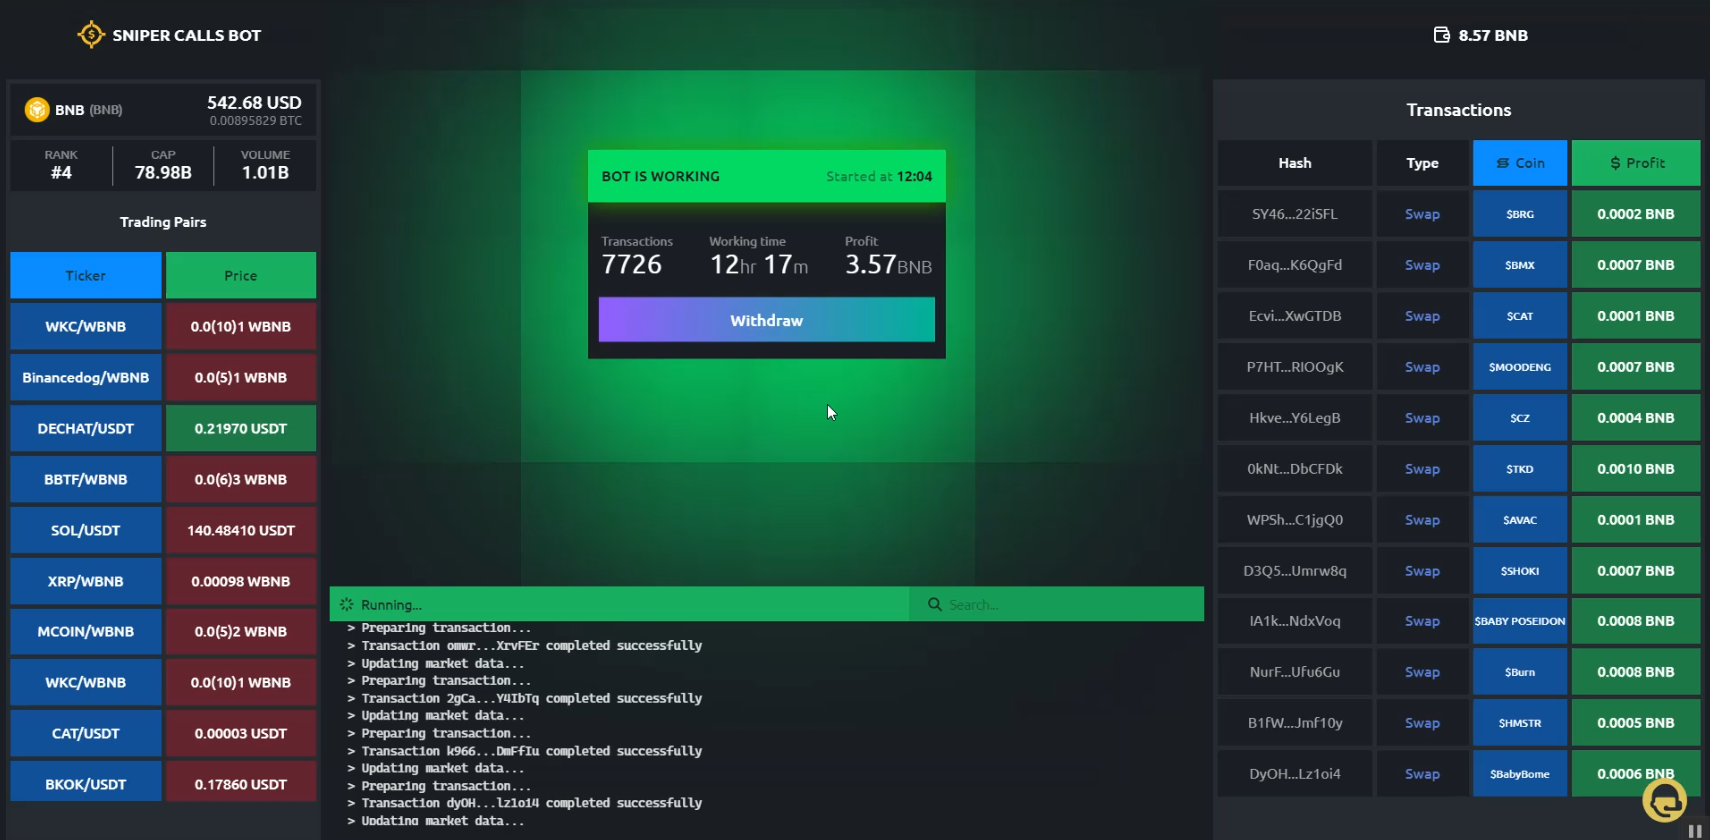 SNIPER CALLS BOT
8.57 BNB
BNB (BNB)
542.68 USD
0.00895829 BTC
RANK
#4
CAP
78.98B
VOLUME
1.01B
Trading Pairs
Ticker Price
WKC/WBNB 0.0(10)1 WBNB
Binancedog/WBNB 0.0(5)1 WBNB
DECHAT/USDT 0.21970 USDT
BBTF/WBNB 0.0(6)3 WBNB
SOL/USDT 140.48410 USDT
XRP/WBNB 0.00098 WBNB
MCOIN/WBNB 0.0(5)2 WBNB
WKC/WBNB 0.0(10)1 WBNB
CAT/USDT 0.00003 USDT
BKOK/USDT 0.17860 USDT
BOT IS WORKING Started at 12:04
Transactions Working time Profit
7726 12hr 17m 3.57BNB
Withdraw
Running... Search...
> Preparing transaction...
> Transaction omwr...XrvFEr completed successfully
> Updating market data...
> Preparing transaction...
> Transaction 2gCa...Y4IbTq completed successfully
> Updating market data...
> Preparing transaction...
> Transaction k966...DmFfIu completed successfully
> Updating market data...
> Preparing transaction...
> Transaction dyOH...lz1oi4 completed successfully
> Updating market data...
Transactions
Hash Type Coin $ Profit
SY46...22iSFL Swap $BRG 0.0002 BNB
F0aq...K6QgFd Swap $BMX 0.0007 BNB
Ecvi...XwGTDB Swap $CAT 0.0001 BNB
P7HT...RIOOgK Swap $MOODENG 0.0007 BNB
Hkve...Y6LegB Swap $CZ 0.0004 BNB
0kNt...DbCFDk Swap $TKD 0.0010 BNB
WPSh...C1jgQ0 Swap $AVAC 0.0001 BNB
D3Q5...Umrw8q Swap $SHOKI 0.0007 BNB
IA1k...NdxVoq Swap $BABY POSEIDON 0.0008 BNB
NurF...Ufu6Gu Swap $Burn 0.0008 BNB
B1fW...Jmf10y Swap $HMSTR 0.0005 BNB
DyOH...Lz1oi4 Swap $BabyBome 0.0006 BNB